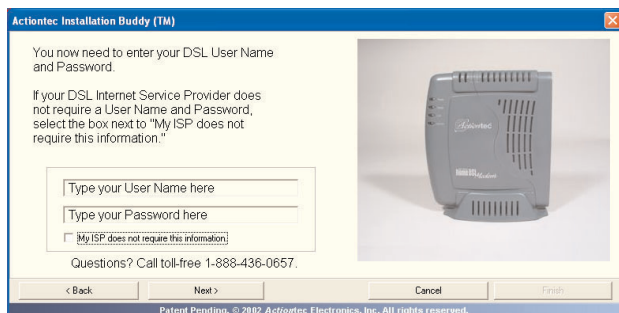 Actiontec Installation Buddy (TM)
You now need to enter your DSL User Name
and Password.
If your DSL Internet Service Provider does
not require a User Name and Password,
select the box next to "My ISP does not
require this information."
Type your User Name here
Type your Password here
My ISP does not require this information.
Questions? Call toll-free 1-888-436-0657.
Actiontec
DSL
< Back
Next >
Cancel
Finish
Patent Pending. © 2002 Actiontec Electronics, Inc. All rights reserved.